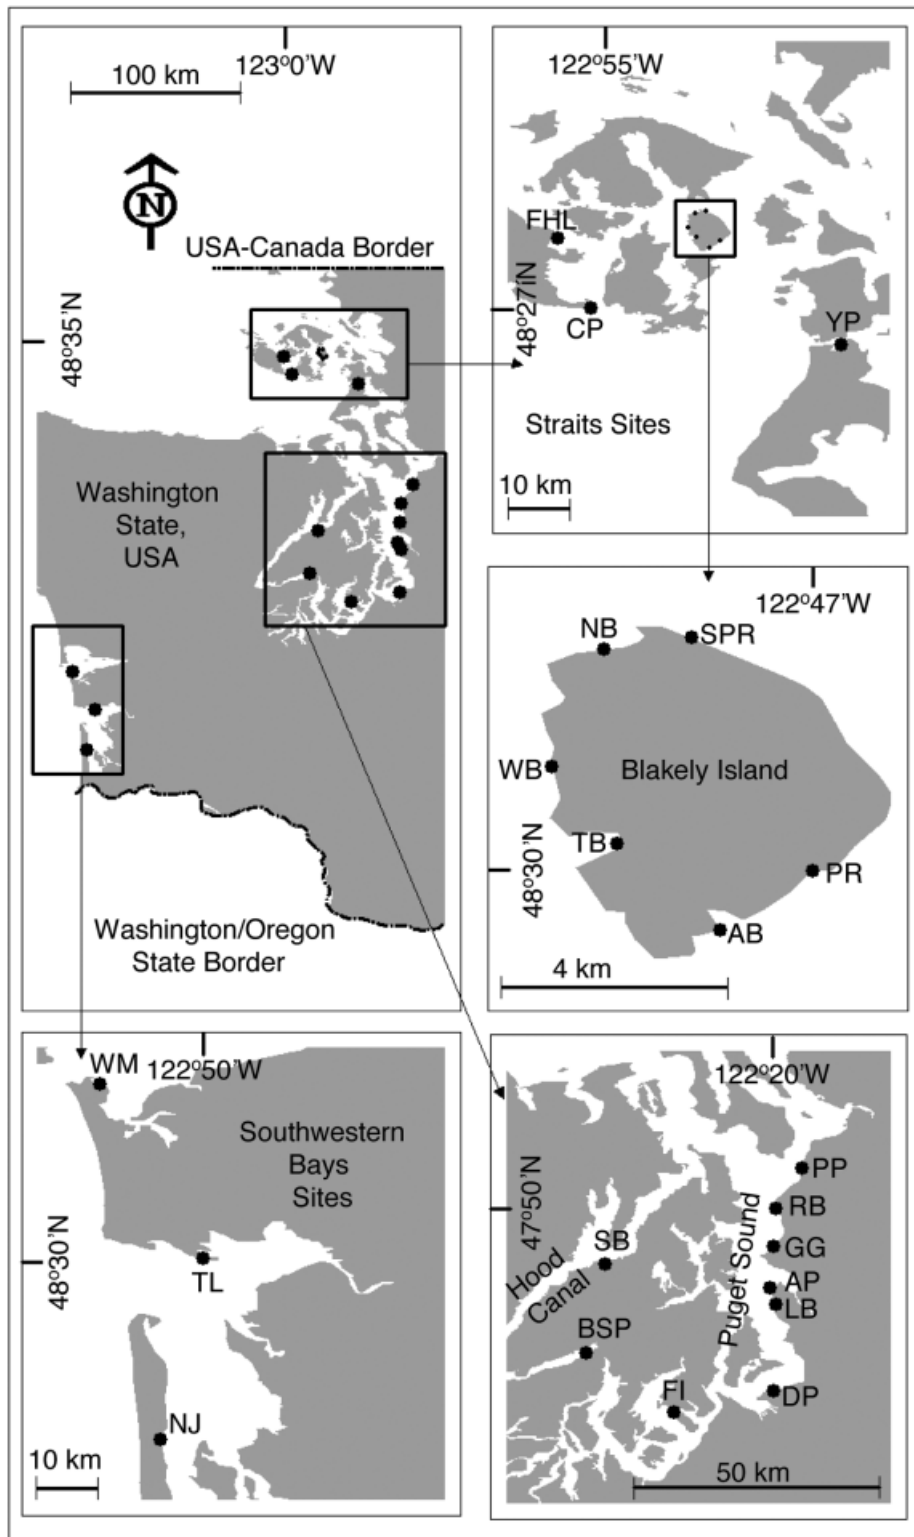 100 km
123º0'W
N
USA-Canada Border
48º35'N
Washington
State,
USA
Washington/Oregon
State Border
122º55'W
FHL
48º27iN
CP
YP
Straits Sites
10 km
122º47'W
NB
SPR
WB
Blakely Island
TB
48º30'N
PR
AB
4 km
WM
122º50'W
Southwestern
Bays
Sites
48º30'N
TL
NJ
10 km
122º20'W
47º50'N
PP
RB
SB
GG
Hood
Canal
Puget Sound
AP
LB
BSP
FI
DP
50 km